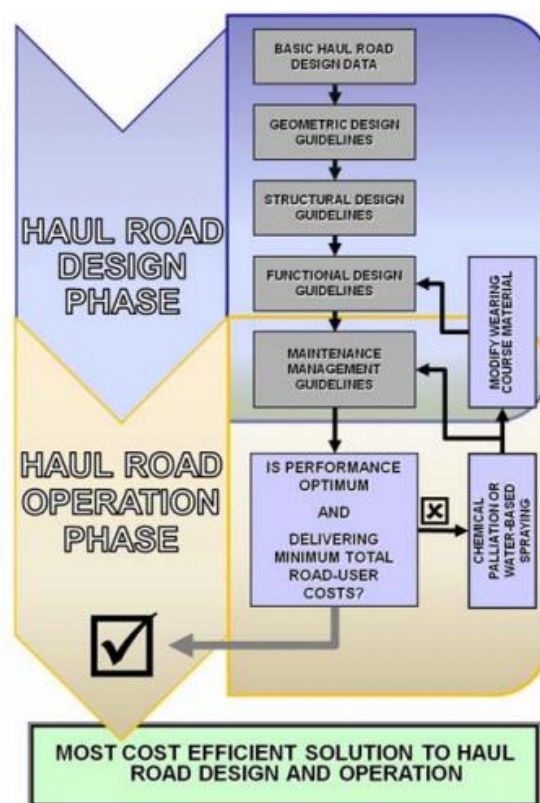 BASIC HAUL ROAD
DESIGN DATA
GEOMETRIC DESIGN
GUIDELINES
STRUCTURAL DESIGN
GUIDELINES
HAUL ROAD
DESIGN
PHASE
FUNCTIONAL DESIGN
GUIDELINES
MODIFY WEARING
COURSE MATERIAL
MAINTENANCE
MANAGEMENT
GUIDELINES
HAUL ROAD
OPERATION
PHASE
IS PERFORMANCE
OPTIMUM
AND
DELIVERING
MINIMUM TOTAL
ROAD-USER
COSTS?
CHEMICAL
PALLIATION OR
WATER-BASED
SPRAYING
MOST COST EFFICIENT SOLUTION TO HAUL
ROAD DESIGN AND OPERATION